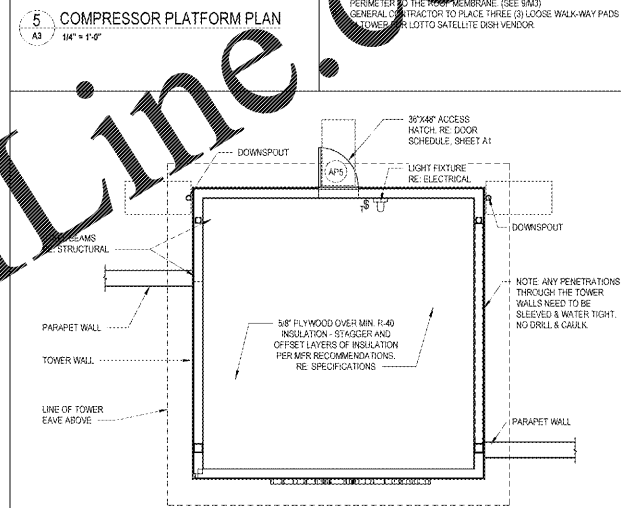 5
A3
COMPRESSOR PLATFORM PLAN
1/4" = 1'-0"
PERIMETER TO THE ROOF MEMBRANE. (SEE 9/M3)
GENERAL CONTRACTOR TO PLACE THREE (3) LOOSE WALK-WAY PADS
TOWER FOR LOTTO SATELLITE DISH VENDOR.
Line.c
36"X48" ACCESS
HATCH. RE: DOOR
SCHEDULE, SHEET A1
DOWNSPOUT
AP5
LIGHT FIXTURE
RE: ELECTRICAL
$
DOWNSPOUT
BEAMS
RE: STRUCTURAL
NOTE: ANY PENETRATIONS
THROUGH THE TOWER
WALLS NEED TO BE
SLEEVED & WATER TIGHT.
NO DRILL & CAULK.
PARAPET WALL
5/8" PLYWOOD OVER MIN. R-40
INSULATION - STAGGER AND
OFFSET LAYERS OF INSULATION
PER MFR RECOMMENDATIONS.
RE: SPECIFICATIONS
TOWER WALL
LINE OF TOWER
EAVE ABOVE
PARAPET WALL